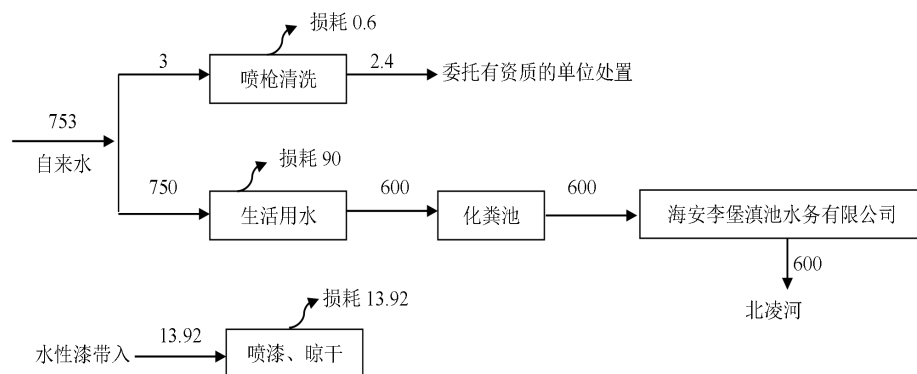 损耗 0.6
3
喷枪清洗
2.4
委托有资质的单位处置
753
自来水
损耗 90
750
生活用水
600
化粪池
600
海安李堡滇池水务有限公司
600
北凌河
损耗 13.92
水性漆带入
13.92
喷漆、晾干